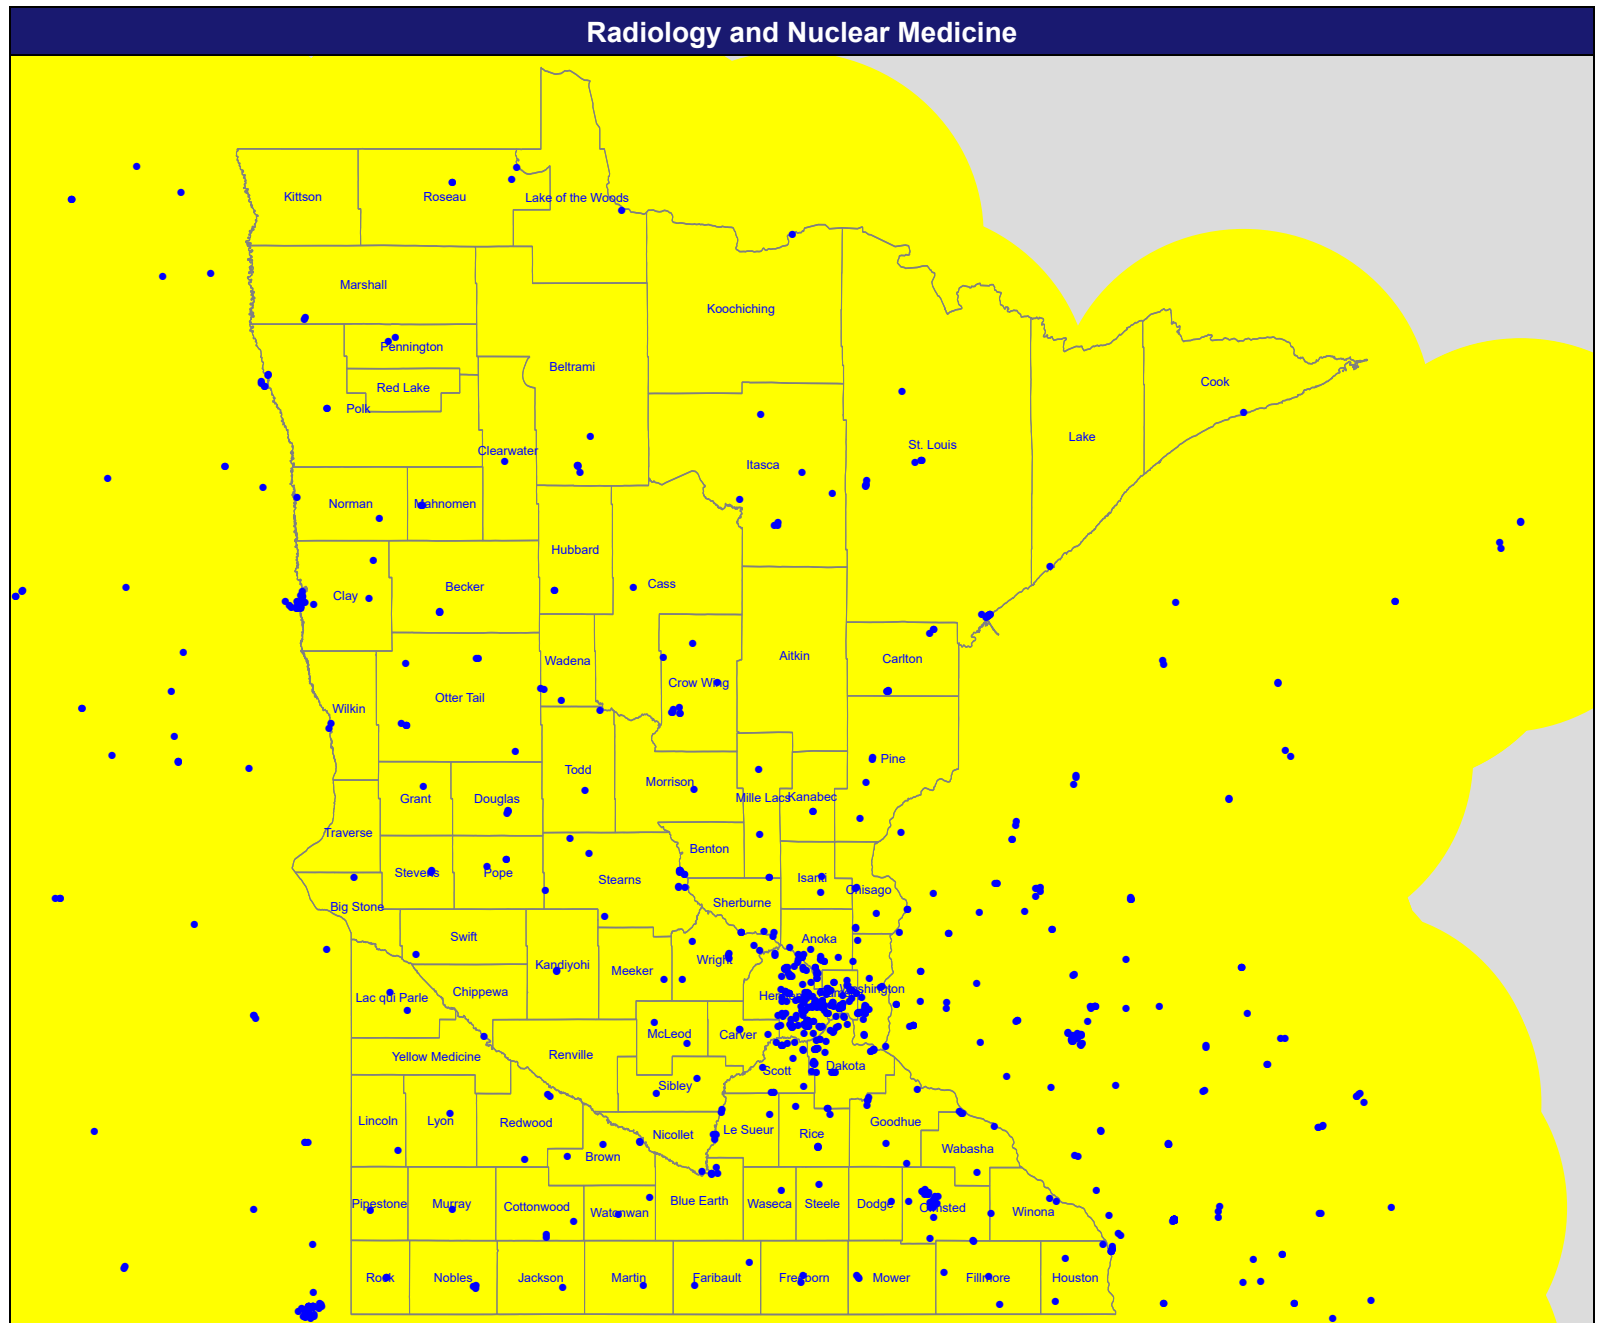 Radiology and Nuclear Medicine
Kittson
Roseau
Lake of the Woods
Marshall
Koochiching
Pennington
Beltrami
Red Lake
Polk
Cook
Lake
St. Louis
Clearwater
Itasca
Norman
Mahnomen
Hubbard
Cass
Becker
Clay
Aitkin
Carlton
Wadena
Crow Wing
Otter Tail
Wilkin
Pine
Todd
Morrison
Grant
Douglas
Mille Lacs
Kanabec
Traverse
Benton
Stevens
Pope
Stearns
Isanti
Chisago
Sherburne
Big Stone
Swift
Anoka
Wright
Kandiyohi
Meeker
Chippewa
Lac qui Parle
Washington
McLeod
Carver
Renville
Yellow Medicine
Scott
Dakota
Sibley
Lincoln
Lyon
Redwood
Goodhue
Le Sueur
Rice
Nicollet
Wabasha
Brown
Pipestone
Murray
Cottonwood
Watonwan
Blue Earth
Waseca
Steele
Dodge
Olmsted
Winona
Rock
Nobles
Jackson
Martin
Faribault
Freeborn
Mower
Fillmore
Houston